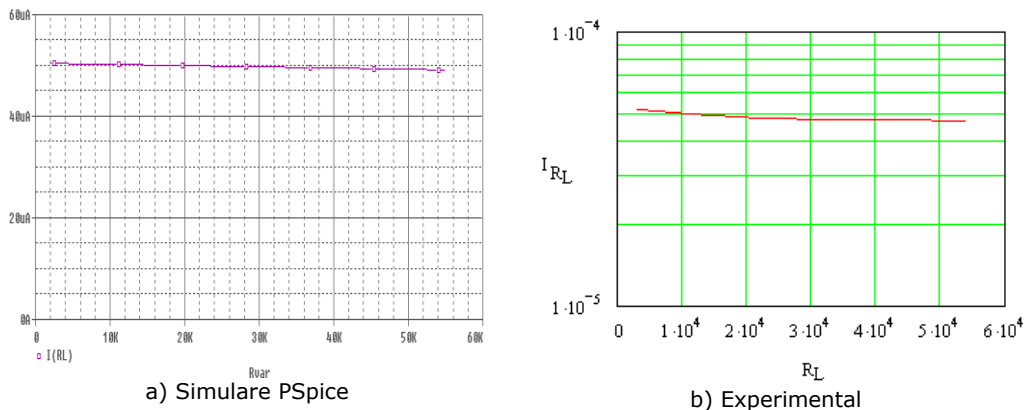 60uA
40uA
20uA
0A
0 10K 20K 30K 40K 50K 60K
I(RL)
Rvar
a) Simulare PSpice
1·10⁻⁴
I R_L
1·10⁻⁵
0 1·10⁴ 2·10⁴ 3·10⁴ 4·10⁴ 5·10⁴ 6·10⁴
R_L
b) Experimental